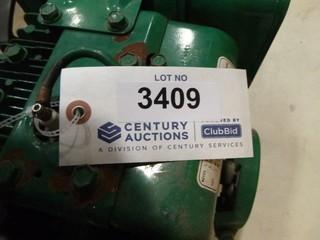 LOT NO
3409
CENTURY
AUCTIONS
ClubBid
A DIVISION OF CENTURY SERVICES